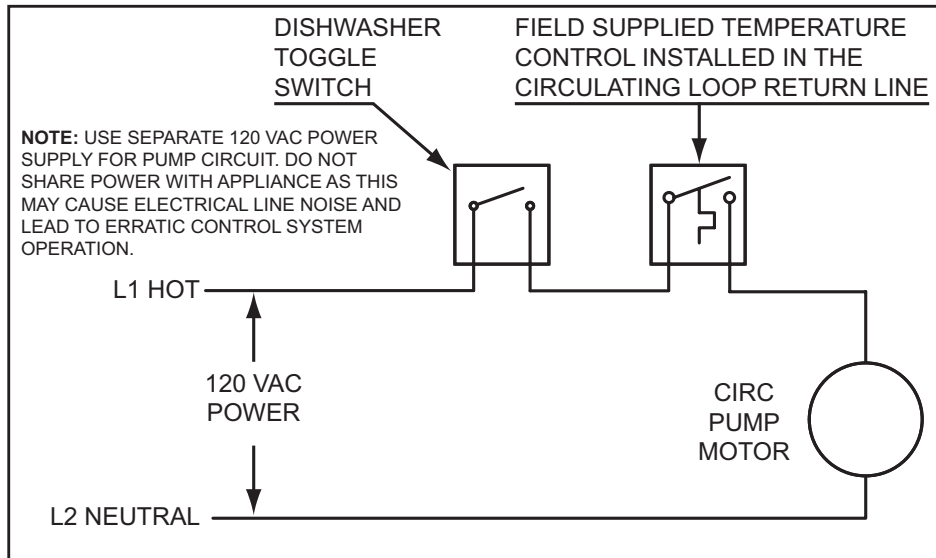 DISHWASHER
TOGGLE
SWITCH
FIELD SUPPLIED TEMPERATURE
CONTROL INSTALLED IN THE
CIRCULATING LOOP RETURN LINE
NOTE: USE SEPARATE 120 VAC POWER
SUPPLY FOR PUMP CIRCUIT. DO NOT
SHARE POWER WITH APPLIANCE AS THIS
MAY CAUSE ELECTRICAL LINE NOISE AND
LEAD TO ERRATIC CONTROL SYSTEM
OPERATION.
L1 HOT
120 VAC
POWER
CIRC
PUMP
MOTOR
L2 NEUTRAL